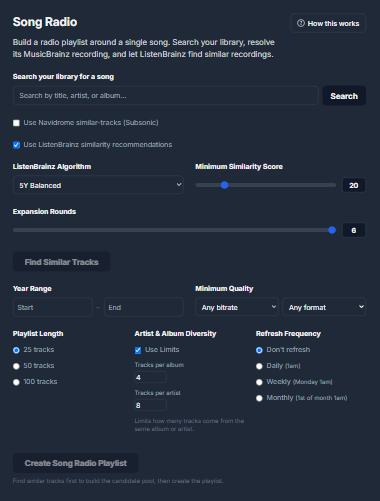 Song Radio
How this works
Build a radio playlist around a single song. Search your library, resolve
its MusicBrainz recording, and let ListenBrainz find similar recordings.
Search your library for a song
Search by title, artist, or album...
Search
Use Navidrome similar-tracks (Subsonic)
Use ListenBrainz similarity recommendations
ListenBrainz Algorithm
Minimum Similarity Score
5Y Balanced
20
Expansion Rounds
6
Find Similar Tracks
Year Range
Minimum Quality
Start
–
End
Any bitrate
Any format
Playlist Length
Artist & Album Diversity
Refresh Frequency
25 tracks
Use Limits
Don't refresh
50 tracks
Tracks per album
Daily (1am)
100 tracks
4
Weekly (Monday 1am)
Tracks per artist
Monthly (1st of month 1am)
8
Limits how many tracks come from the
same album or artist.
Create Song Radio Playlist
Find similar tracks first to build the candidate pool, then create the playlist.